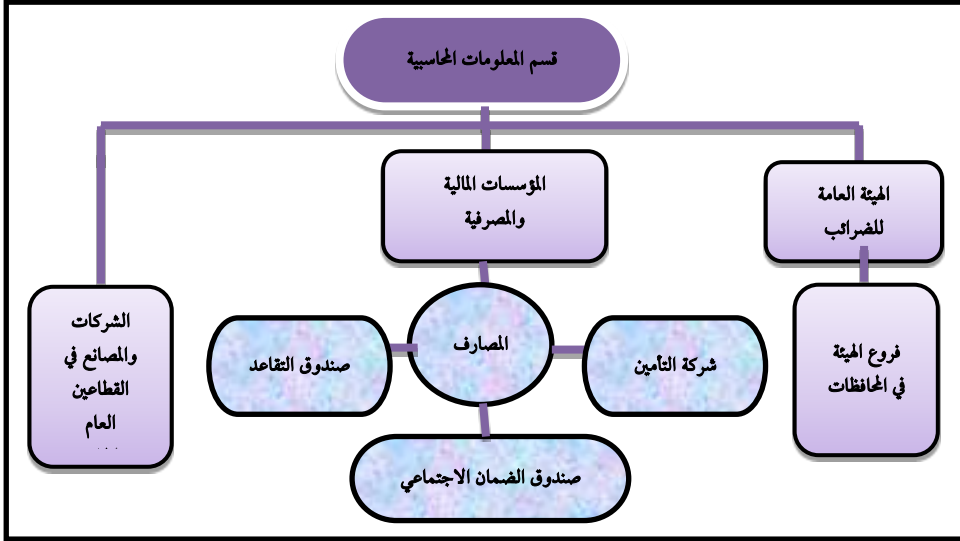 قسم المعلومات المحاسبية
الهيئة العامة
للضرائب
المؤسسات المالية
والمصرفية
الشركات
والمصانع في
القطاعين
العام
فروع الهيئة
في المحافظات
شركة التأمين
المصارف
صندوق التقاعد
صندوق الضمان الاجتماعي